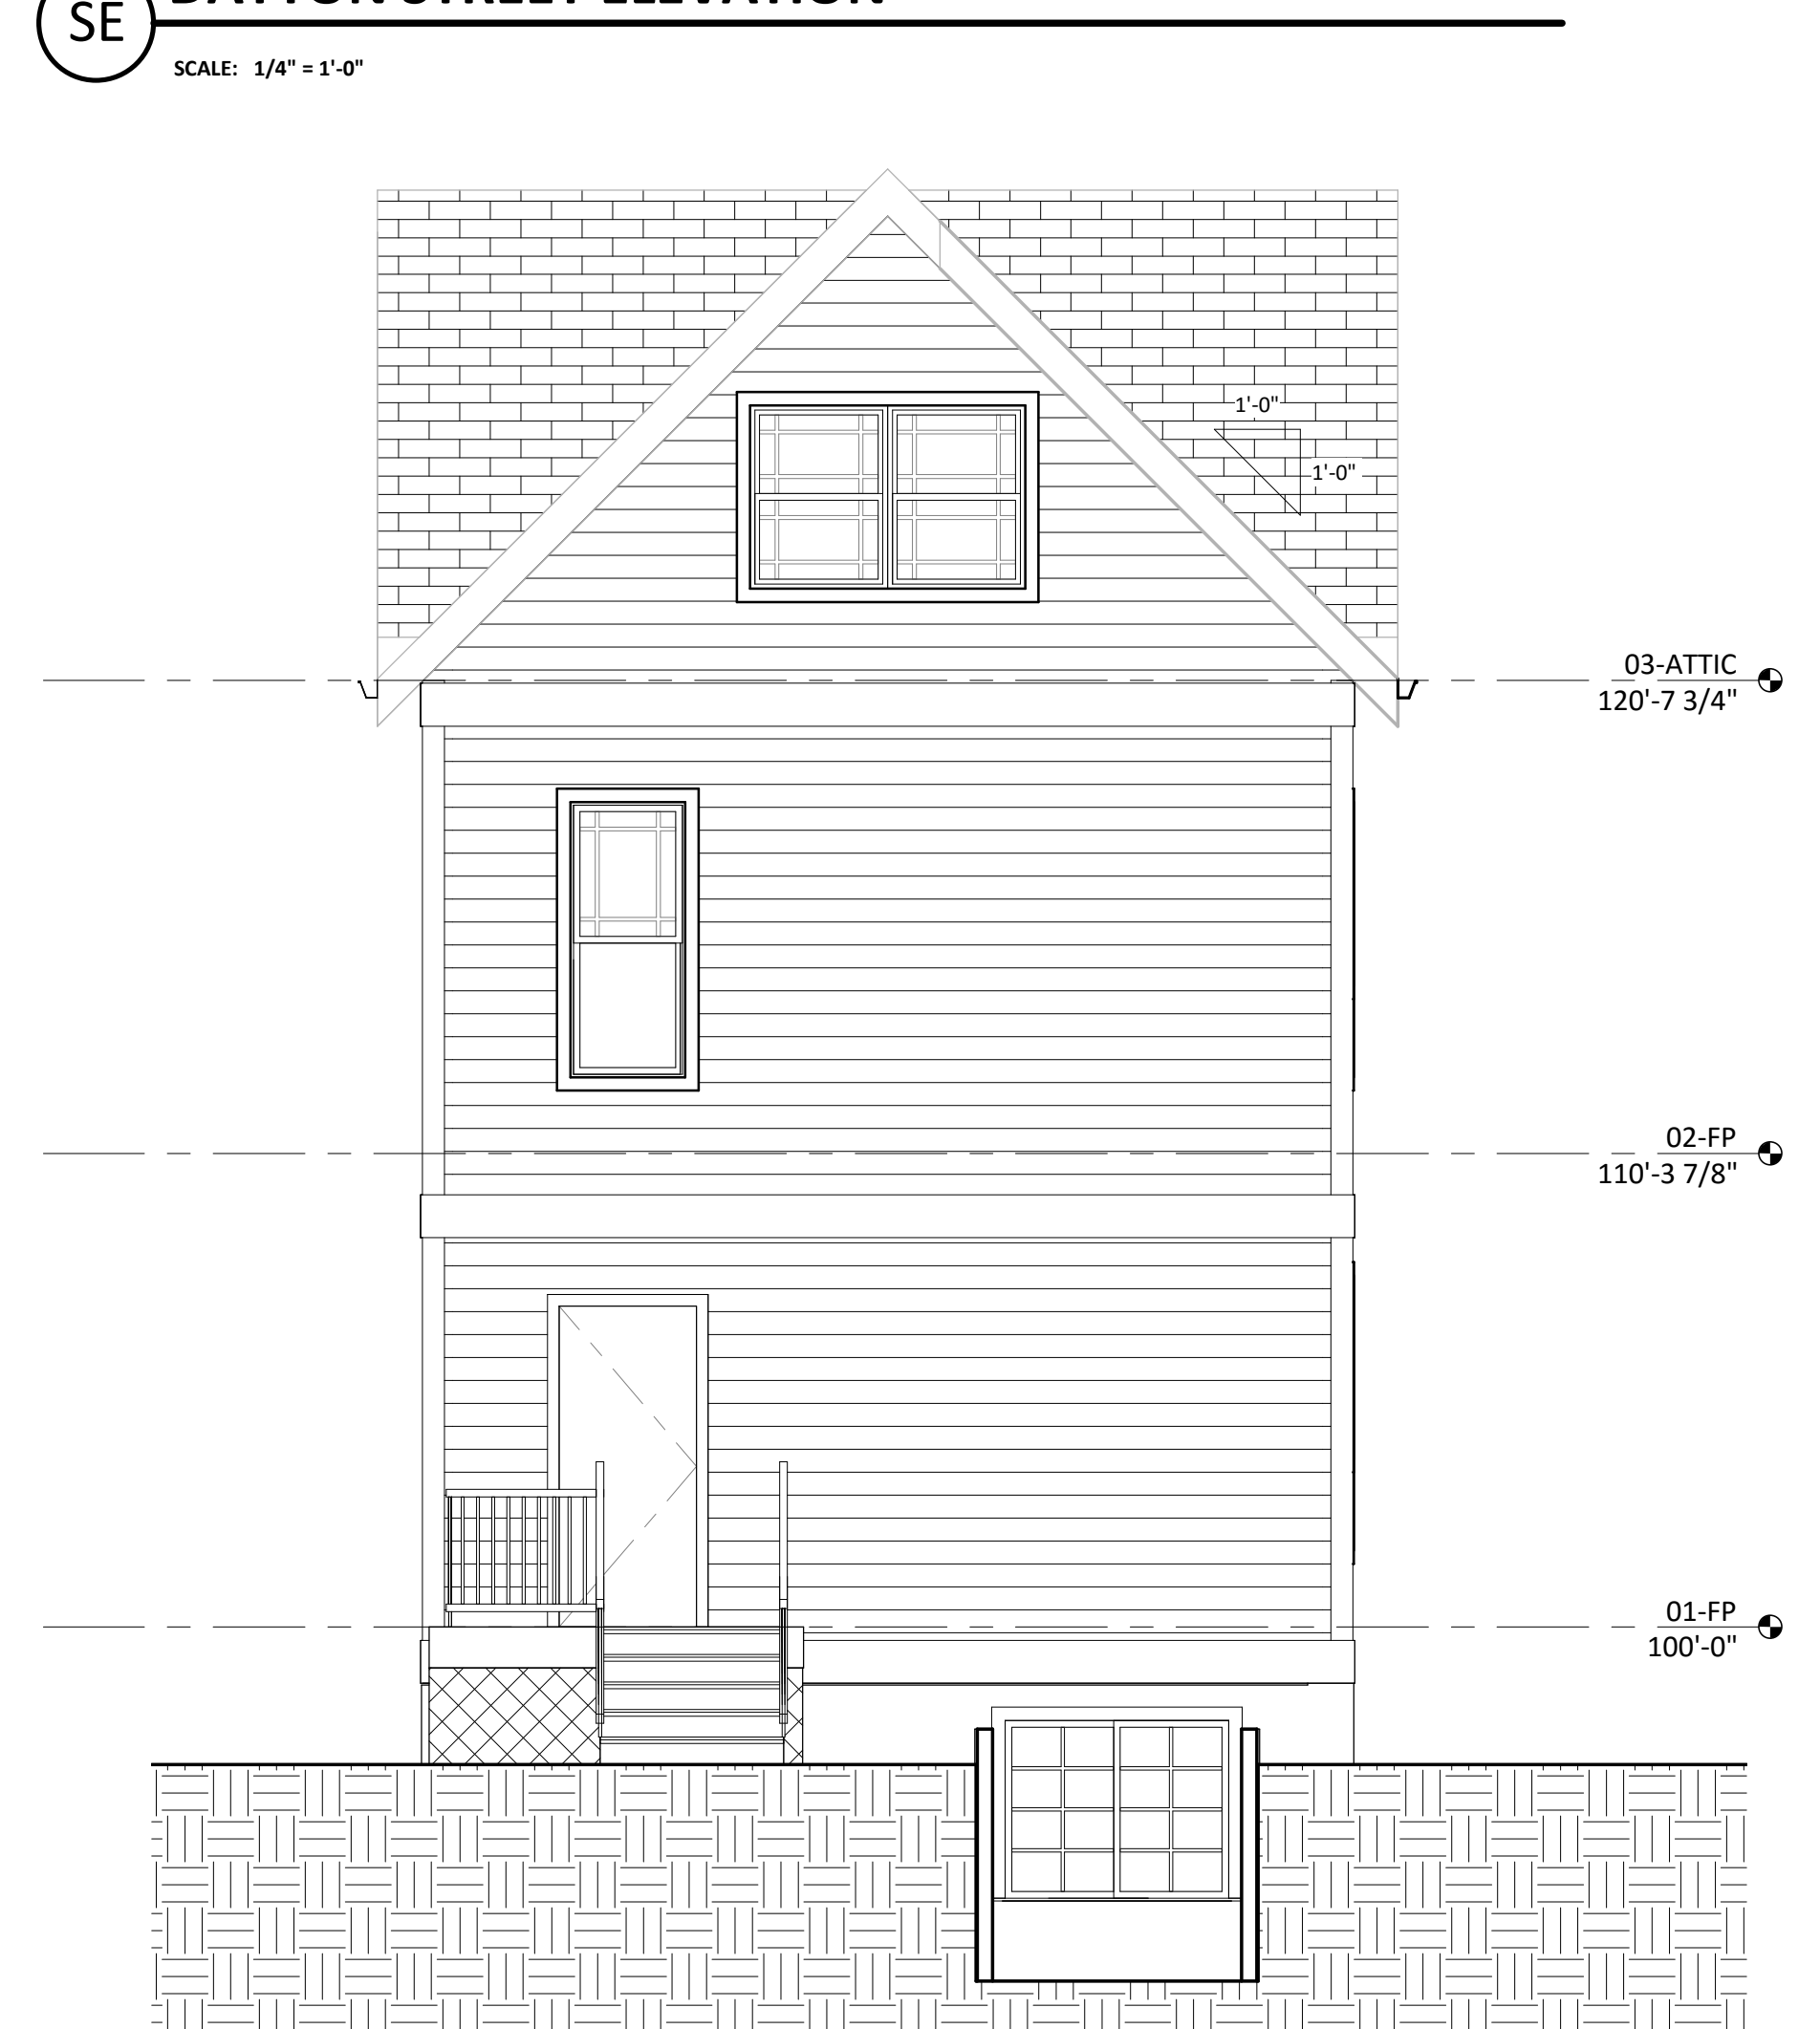 SE
SCALE: 1/4" = 1'-0"
1'-0"
1'-0"
03-ATTIC
120'-7 3/4"
02-FP
110'-3 7/8"
01-FP
100'-0"